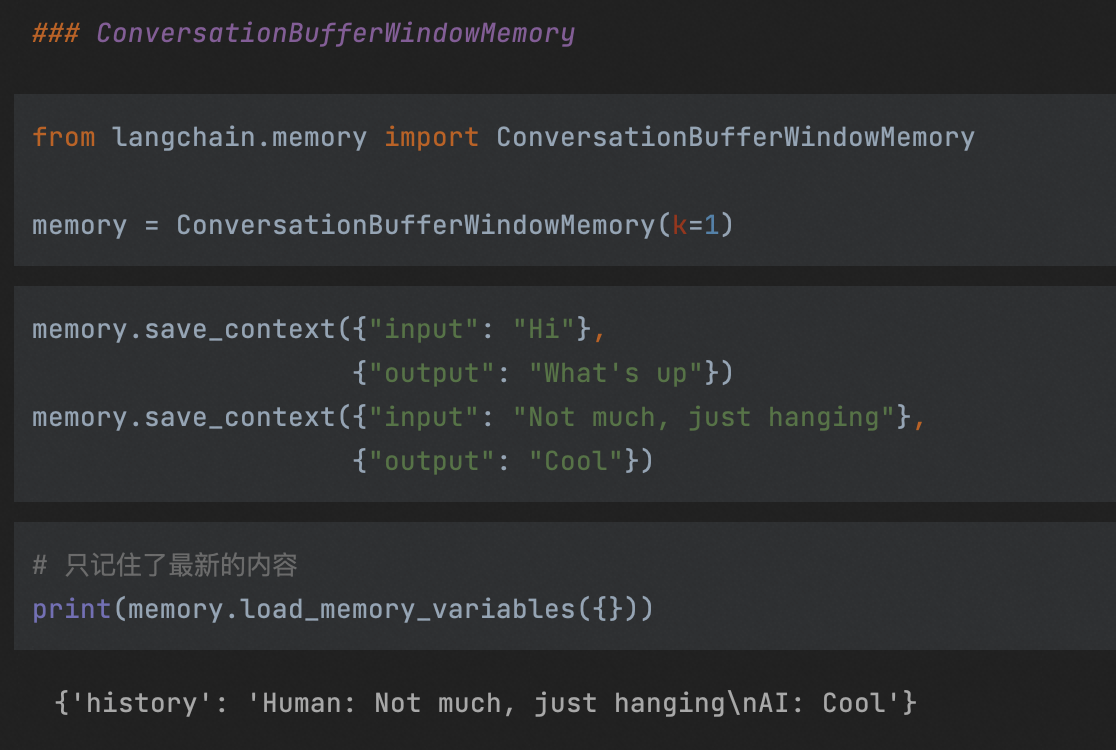 ### ConversationBufferWindowMemory
from langchain.memory import ConversationBufferWindowMemory
memory = ConversationBufferWindowMemory(k=1)
memory.save_context({"input": "Hi"},
                    {"output": "What's up"})
memory.save_context({"input": "Not much, just hanging"},
                    {"output": "Cool"})
# 只记住了最新的内容
print(memory.load_memory_variables({}))
{'history': 'Human: Not much, just hanging\nAI: Cool'}